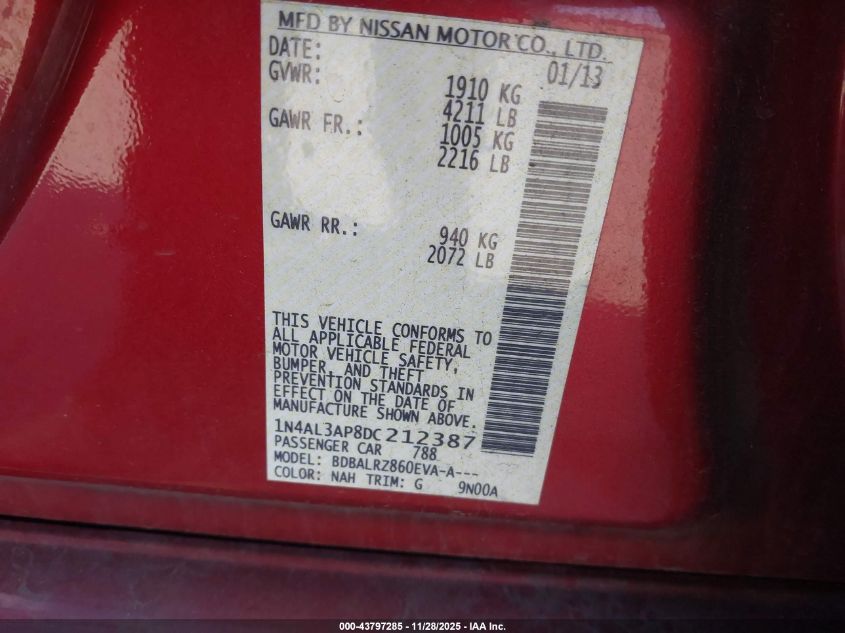 MFD BY NISSAN MOTOR CO., LTD.
DATE: 01/13
GVWR: 1910 KG
4211 LB
GAWR FR.: 1005 KG
2216 LB
GAWR RR.: 940 KG
2072 LB
THIS VEHICLE CONFORMS TO
ALL APPLICABLE FEDERAL
MOTOR VEHICLE SAFETY,
BUMPER, AND THEFT
PREVENTION STANDARDS IN
EFFECT ON THE DATE OF
MANUFACTURE SHOWN ABOVE.
1N4AL3AP8DC212387
PASSENGER CAR 788
MODEL: BDBALRZ860EVA-A---
COLOR: NAH TRIM: G 9N00A
000-43797285 - 11/28/2025 - IAA Inc.